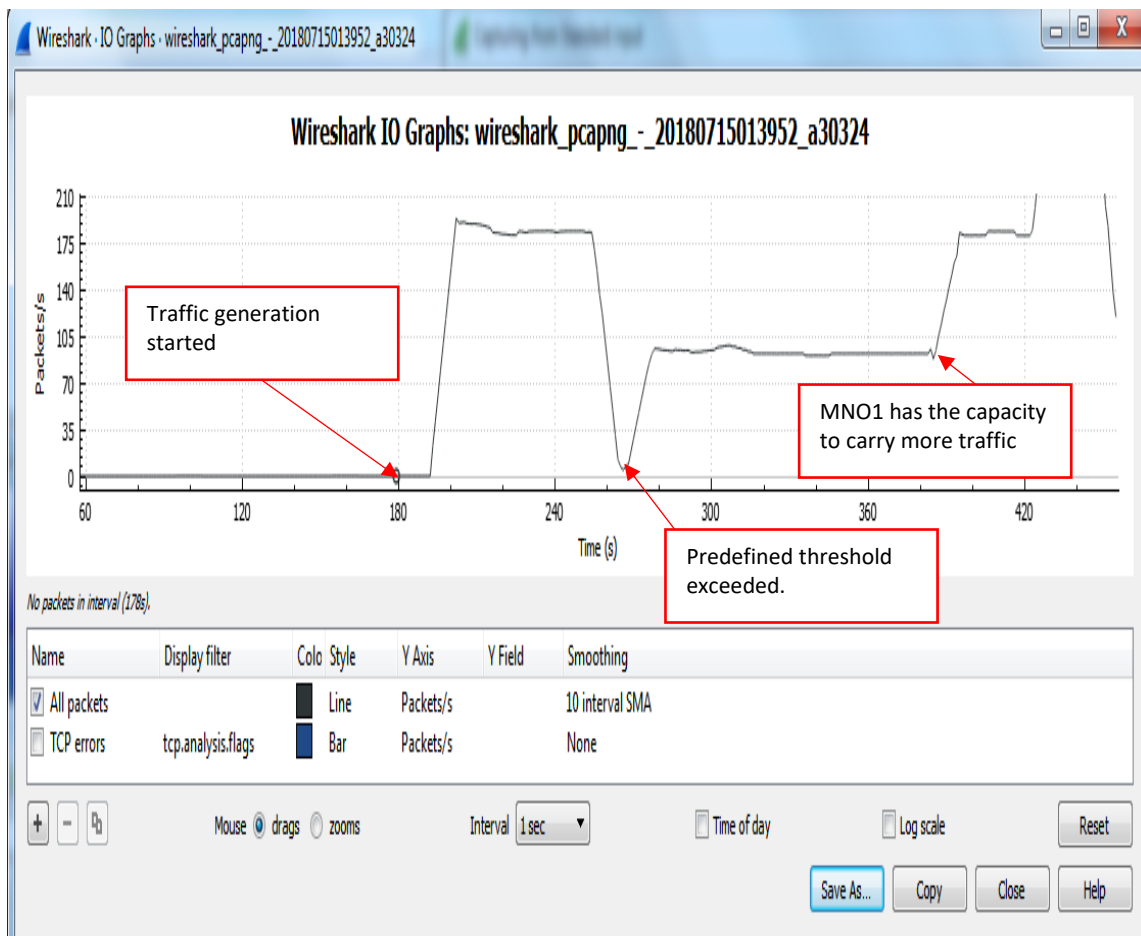 Wireshark · IO Graphs · wireshark_pcapng_-_20180715013952_a30324
Capturing from Standard input
Wireshark IO Graphs: wireshark_pcapng_-_20180715013952_a30324
210
175
140
105
70
35
0
Packets/s
Traffic generation
started
MNO1 has the capacity
to carry more traffic
60
120
180
240
300
360
420
Time (s)
Predefined threshold
exceeded.
No packets in interval (178s).
Name Display filter Colo Style Y Axis Y Field Smoothing
All packets Line Packets/s 10 interval SMA
TCP errors tcp.analysis.flags Bar Packets/s None
Mouse drags zooms Interval 1 sec Time of day Log scale Reset
Save As... Copy Close Help